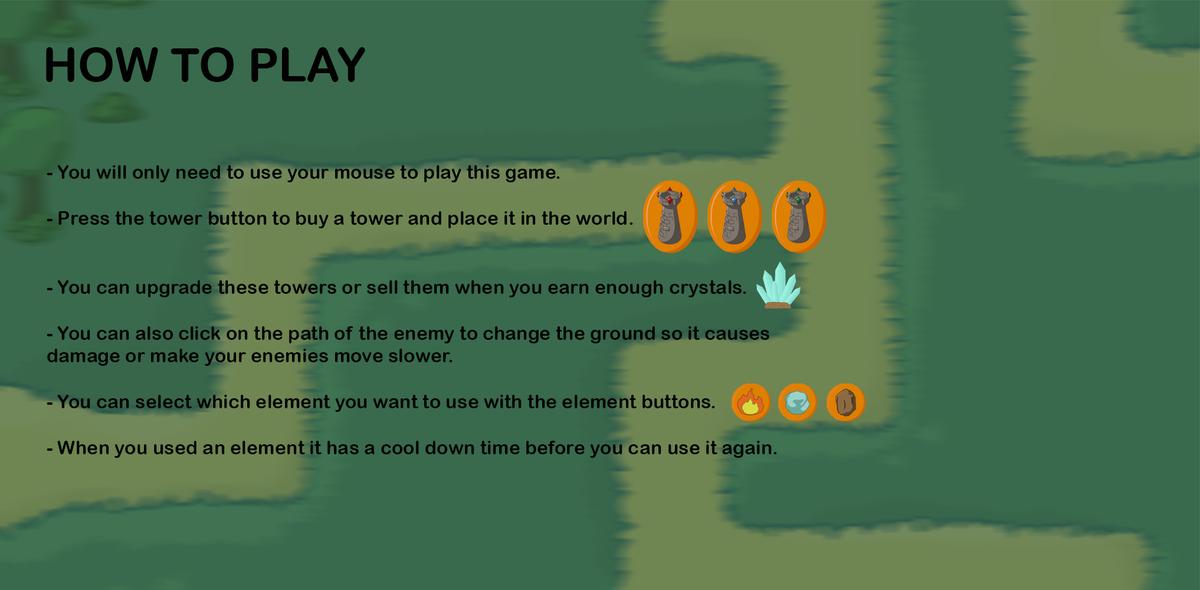 HOW TO PLAY
- You will only need to use your mouse to play this game.
- Press the tower button to buy a tower and place it in the world.
- You can upgrade these towers or sell them when you earn enough crystals.
- You can also click on the path of the enemy to change the ground so it causes
damage or make your enemies move slower.
- You can select which element you want to use with the element buttons.
- When you used an element it has a cool down time before you can use it again.